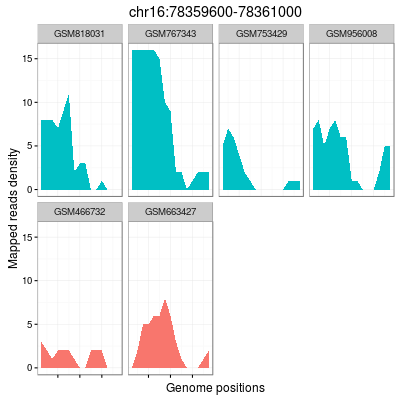 chr16:78359600-78361000
GSM818031 GSM767343 GSM753429 GSM956008
15
10
5
0
GSM466732 GSM663427
15
10
5
0
Mapped reads density
Genome positions